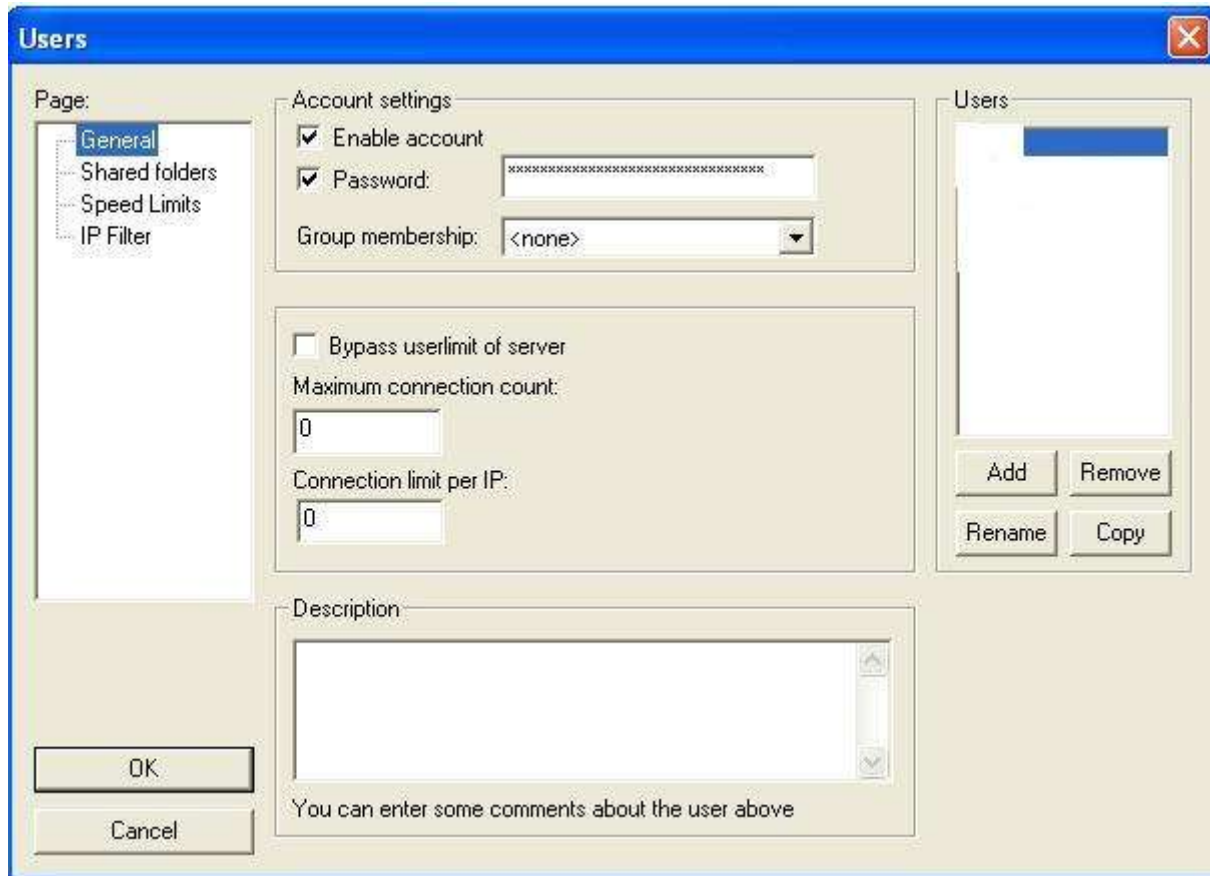 Users
Page:
General
Shared folders
Speed Limits
IP Filter
OK
Cancel
Account settings
Enable account
Password:
********************************
Group membership:
<none>
Bypass userlimit of server
Maximum connection count:
0
Connection limit per IP:
0
Description
You can enter some comments about the user above
Users
Add
Remove
Rename
Copy